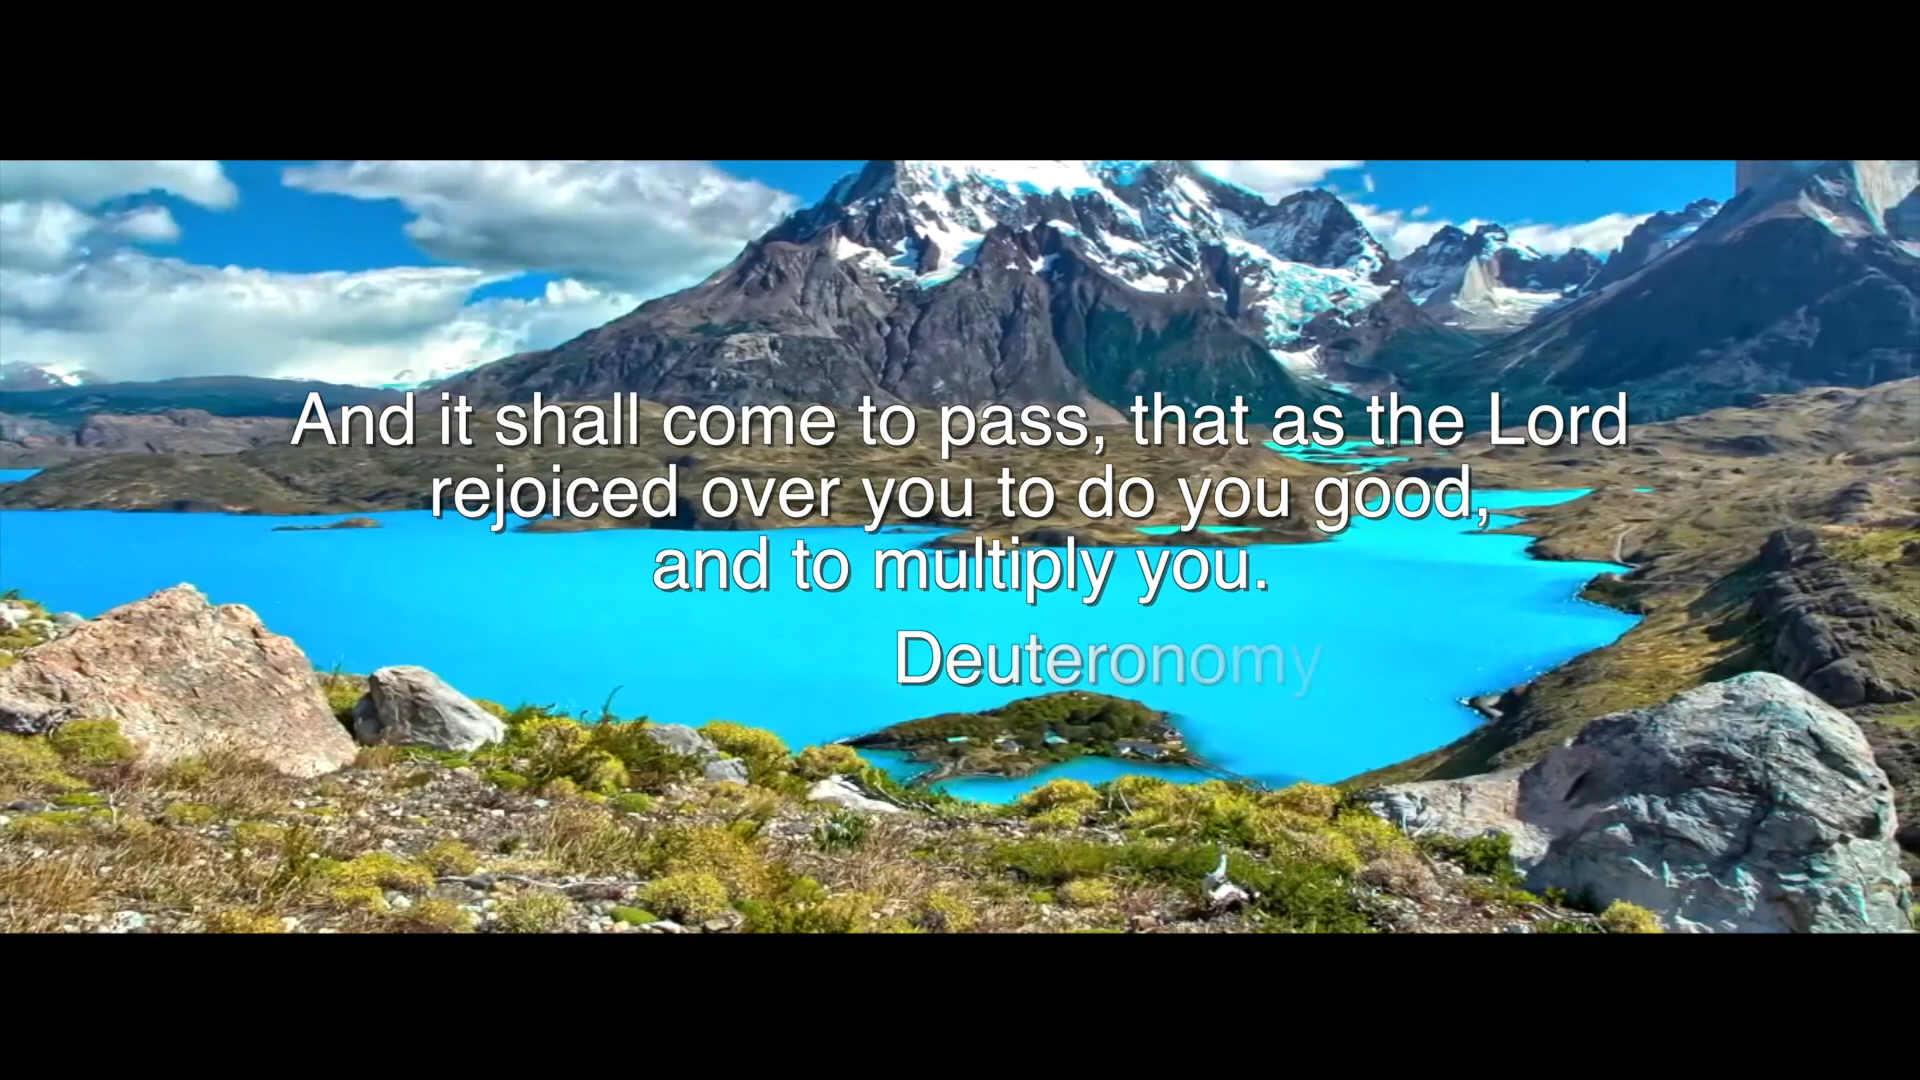 And it shall come to pass, that as the Lord
rejoiced over you to do you good,
and to multiply you.
Deuteronomy